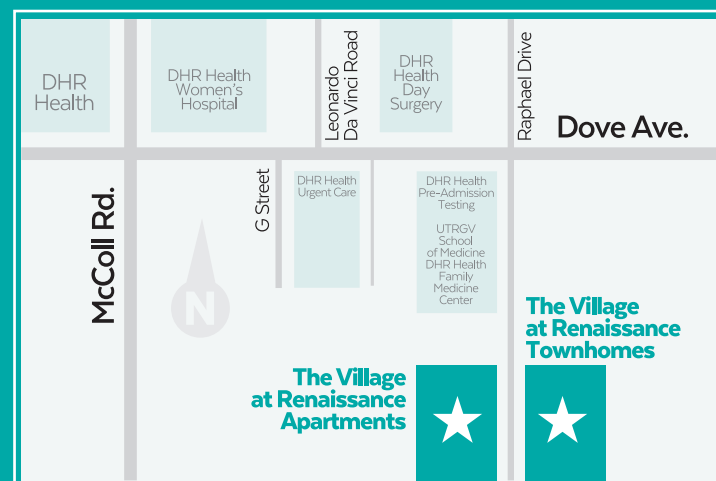 DHR
Health
DHR Health
Women's
Hospital
Leonardo
Da Vinci Road
DHR
Health
Day
Surgery
Raphael Drive
Dove Ave.
McColl Rd.
G Street
DHR Health
Urgent Care
DHR Health
Pre-Admission
Testing
UTRGV
School
of Medicine
DHR Health
Family
Medicine
Center
N
The Village
at Renaissance
Townhomes
The Village
at Renaissance
Apartments